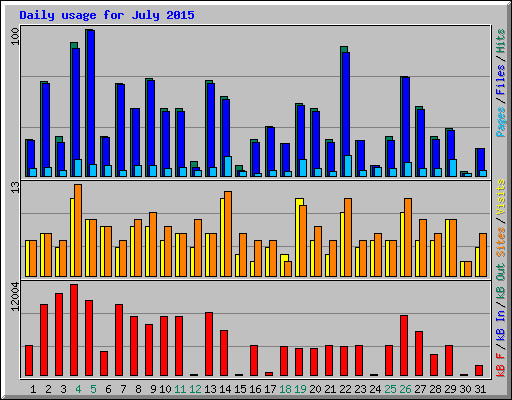 Daily usage for July 2015
100
Pages / Files / Hits
13
Sites / Visits
12004
kB F / kB In / kB Out
1 2 3 4 5 6 7 8 9 10 11 12 13 14 15 16 17 18 19 20 21 22 23 24 25 26 27 28 29 30 31